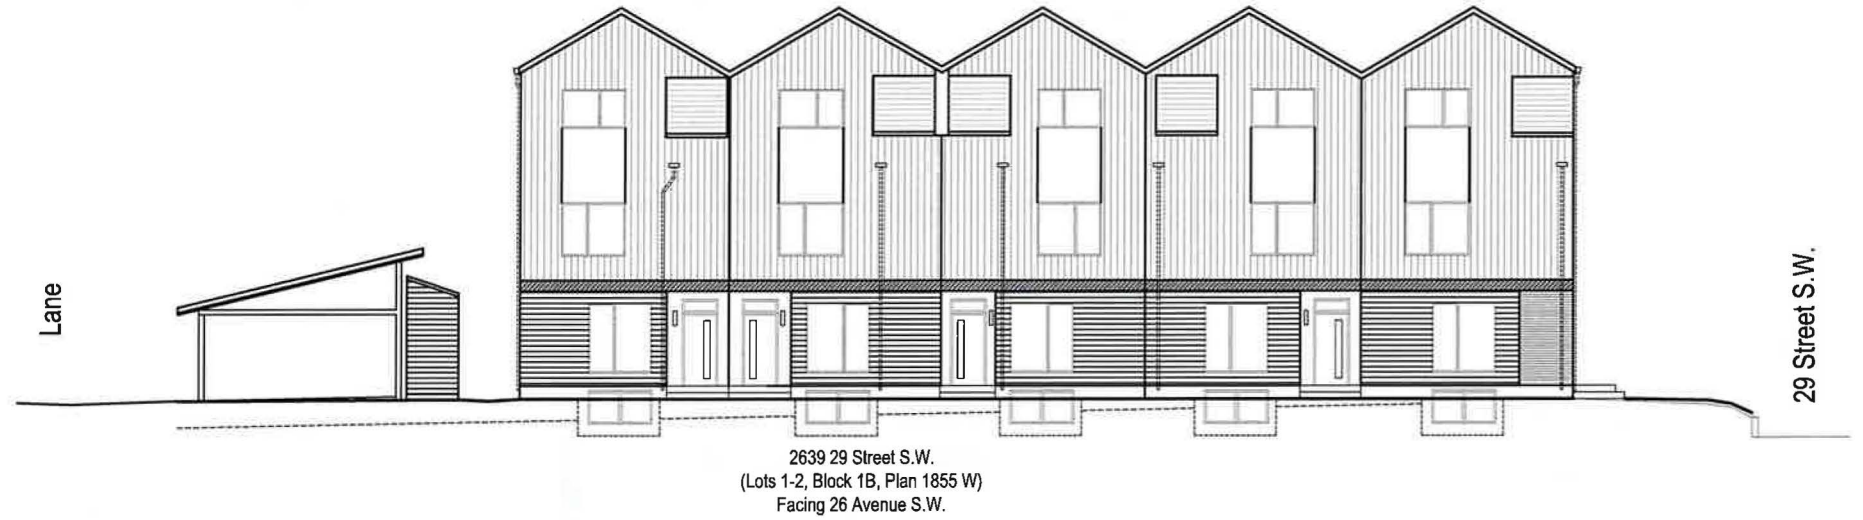 Lane
29 Street S.W.
2639 29 Street S.W.
(Lots 1-2, Block 1B, Plan 1855 W)
Facing 26 Avenue S.W.